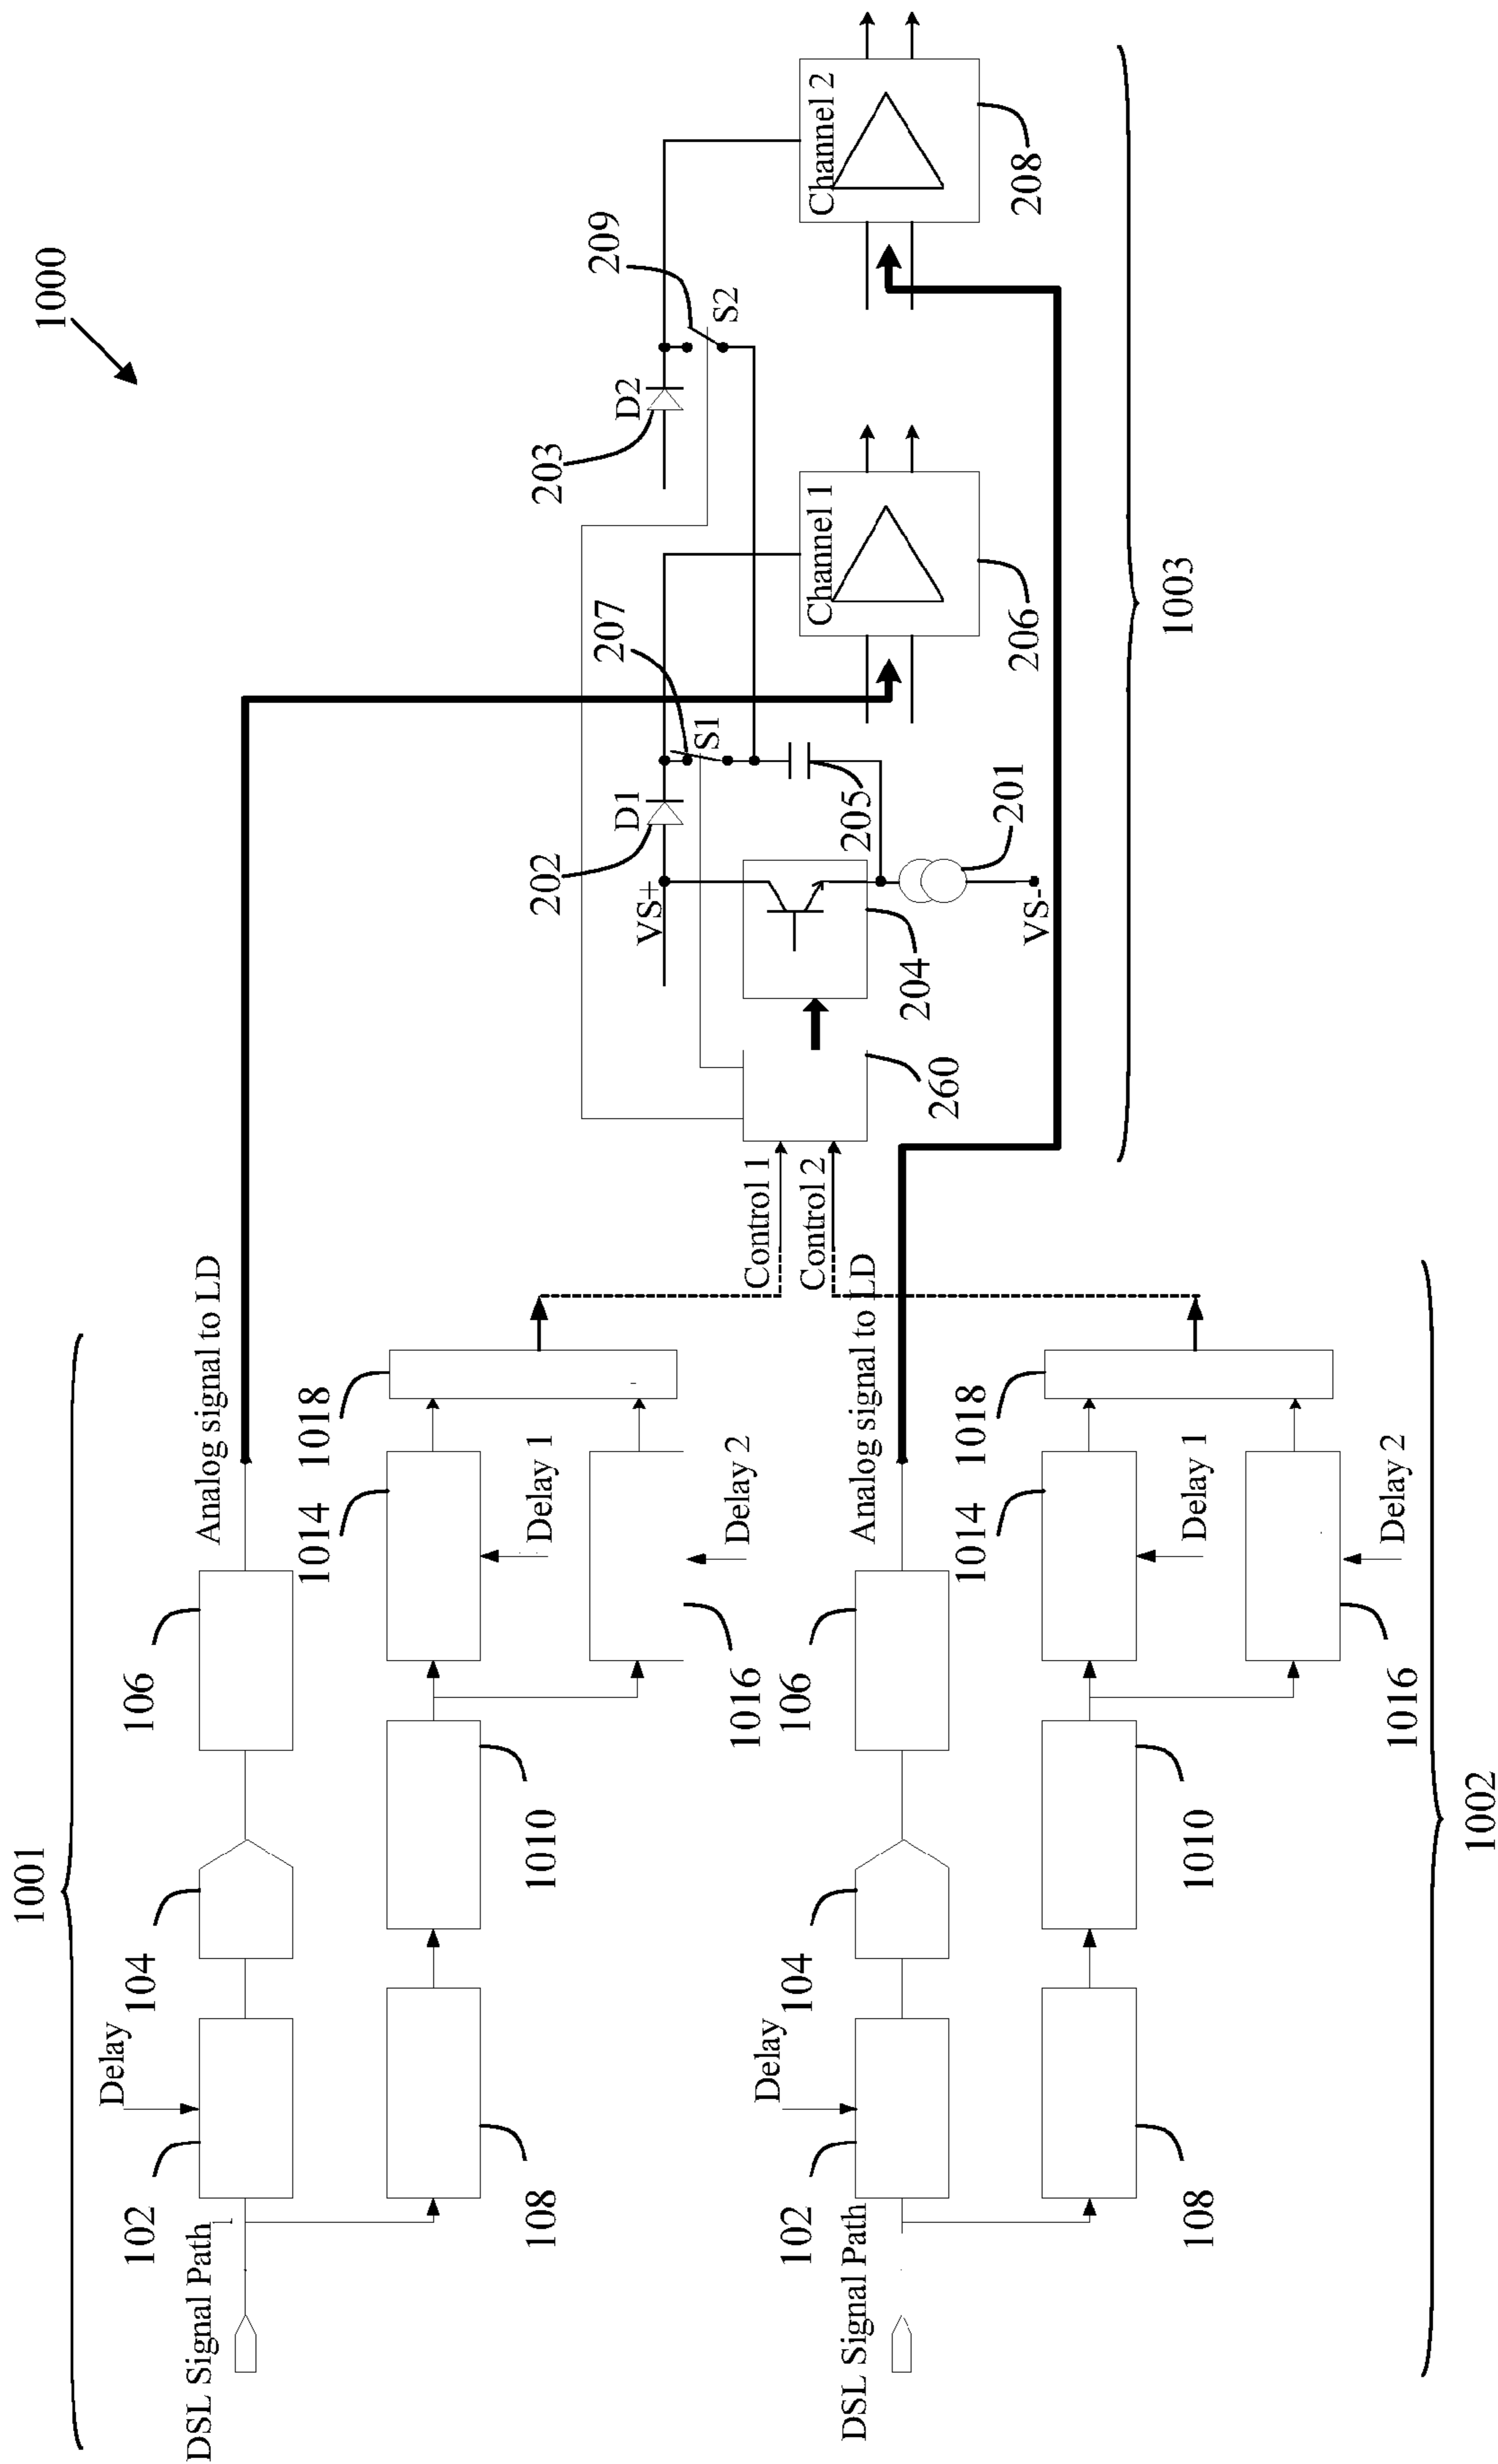 1000
1001
Delay
102
104
106
DSL Signal Path
Analog signal to LD
108
1010
1014
1018
Delay 1
1016
Delay 2
Delay
102
104
106
DSL Signal Path
Analog signal to LD
108
1010
1014
1018
Delay 1
1016
Delay 2
1002
Control 1
Control 2
260
204
VS+
202
D1
207
S1
205
201
VS-
Channel 1
206
203
D2
209
S2
Channel 2
208
1003